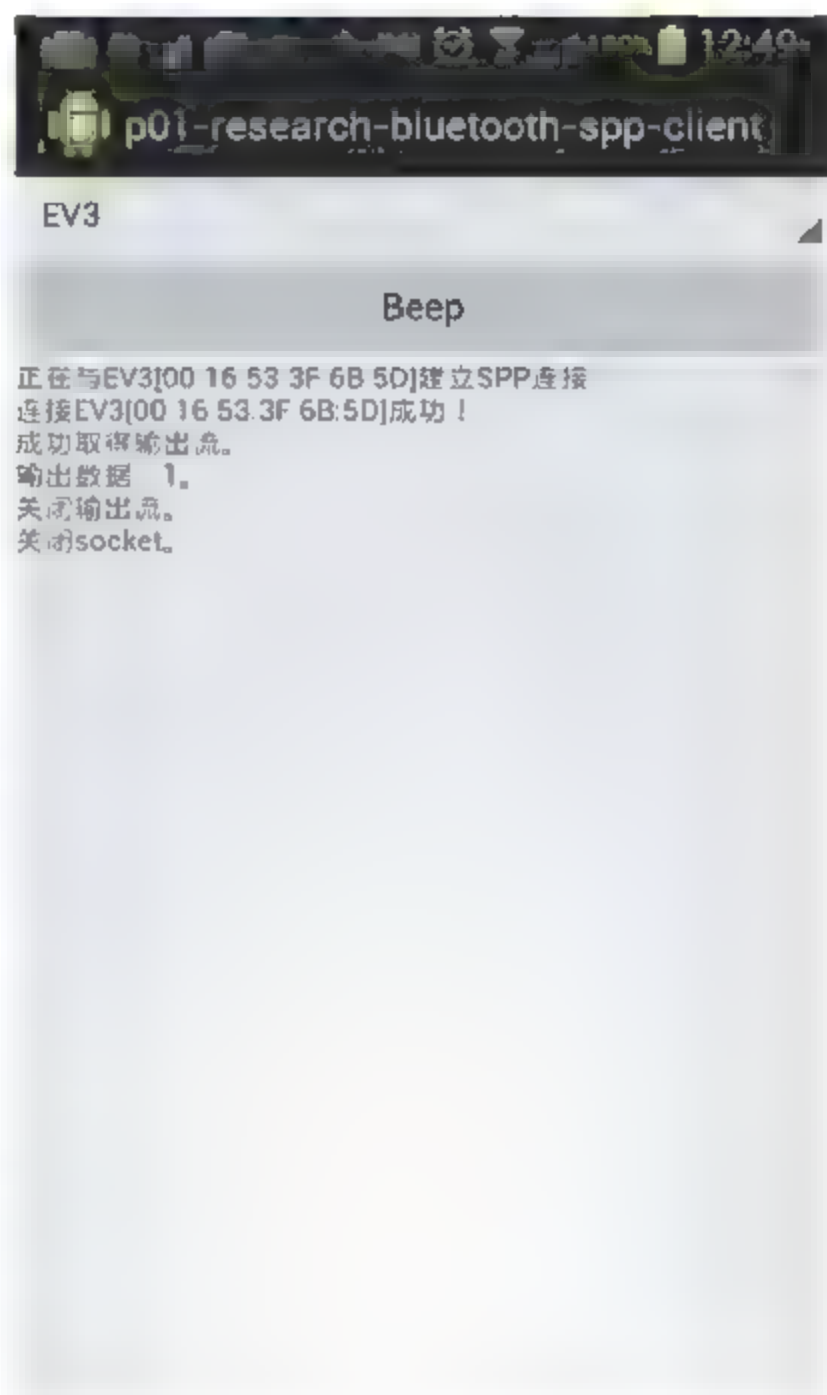 12:49
p01-research-bluetooth-spp-client
EV3
Beep
正在与EV3[00 16 53 3F 6B 5D]建立SPP连接
连接EV3[00 16 53 3F 6B:5D]成功！
成功取得输出流。
输出数据 1。
关闭输出流。
关闭socket。